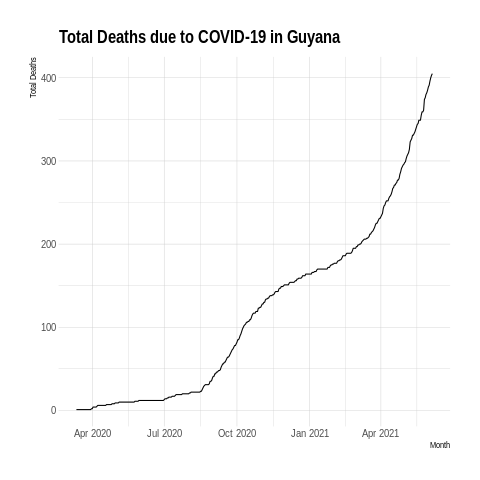 Total Deaths due to COVID-19 in Guyana
Total Deaths
400
300
200
100
0
Apr 2020 Jul 2020 Oct 2020 Jan 2021 Apr 2021
Month